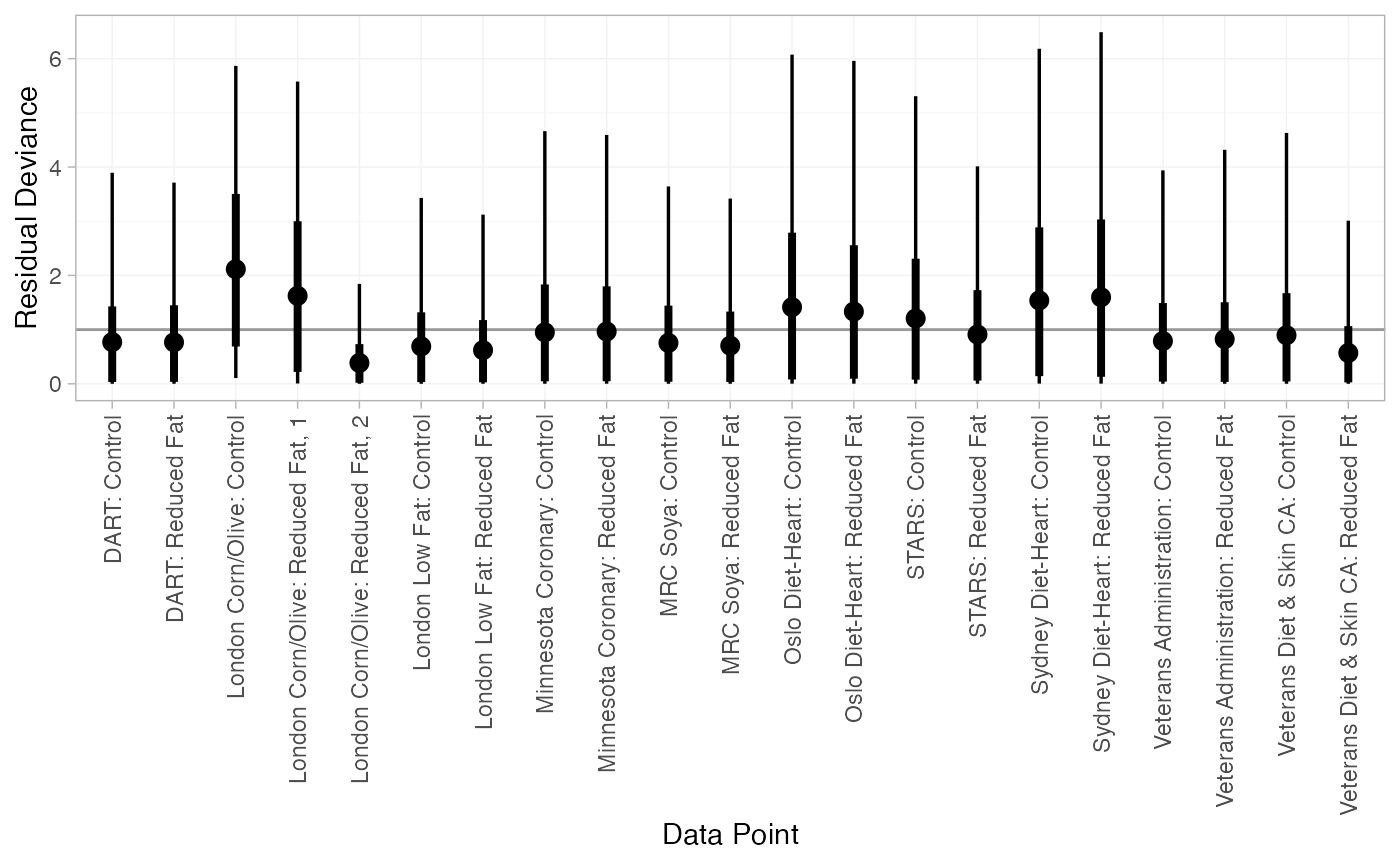 Residual Deviance
6
4
2
0
DART: Control
DART: Reduced Fat
London Corn/Olive: Control
London Corn/Olive: Reduced Fat, 1
London Corn/Olive: Reduced Fat, 2
London Low Fat: Control
London Low Fat: Reduced Fat
Minnesota Coronary: Control
Minnesota Coronary: Reduced Fat
MRC Soya: Control
MRC Soya: Reduced Fat
Oslo Diet-Heart: Control
Oslo Diet-Heart: Reduced Fat
STARS: Control
STARS: Reduced Fat
Sydney Diet-Heart: Control
Sydney Diet-Heart: Reduced Fat
Veterans Administration: Control
Veterans Administration: Reduced Fat
Veterans Diet & Skin CA: Control
Veterans Diet & Skin CA: Reduced Fat
Data Point